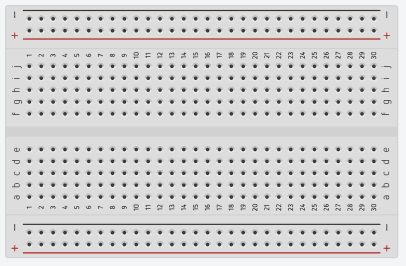 − −
+ +
1 2 3 4 5 6 7 8 9 10 11 12 13 14 15 16 17 18 19 20 21 22 23 24 25 26 27 28 29 30
j j
i i
h h
g g
f f
e e
d d
c c
b b
a a
1 2 3 4 5 6 7 8 9 10 11 12 13 14 15 16 17 18 19 20 21 22 23 24 25 26 27 28 29 30
− −
+ +